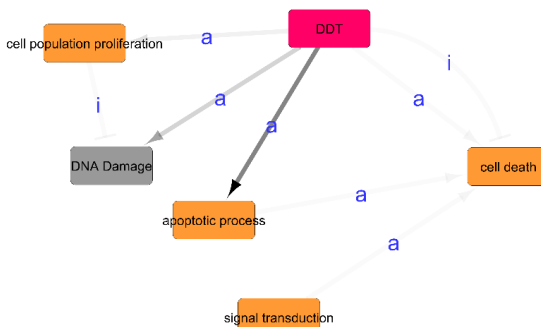 DDT
cell population proliferation
a
i
i
a
a
a
DNA Damage
cell death
a
apoptotic process
a
signal transduction